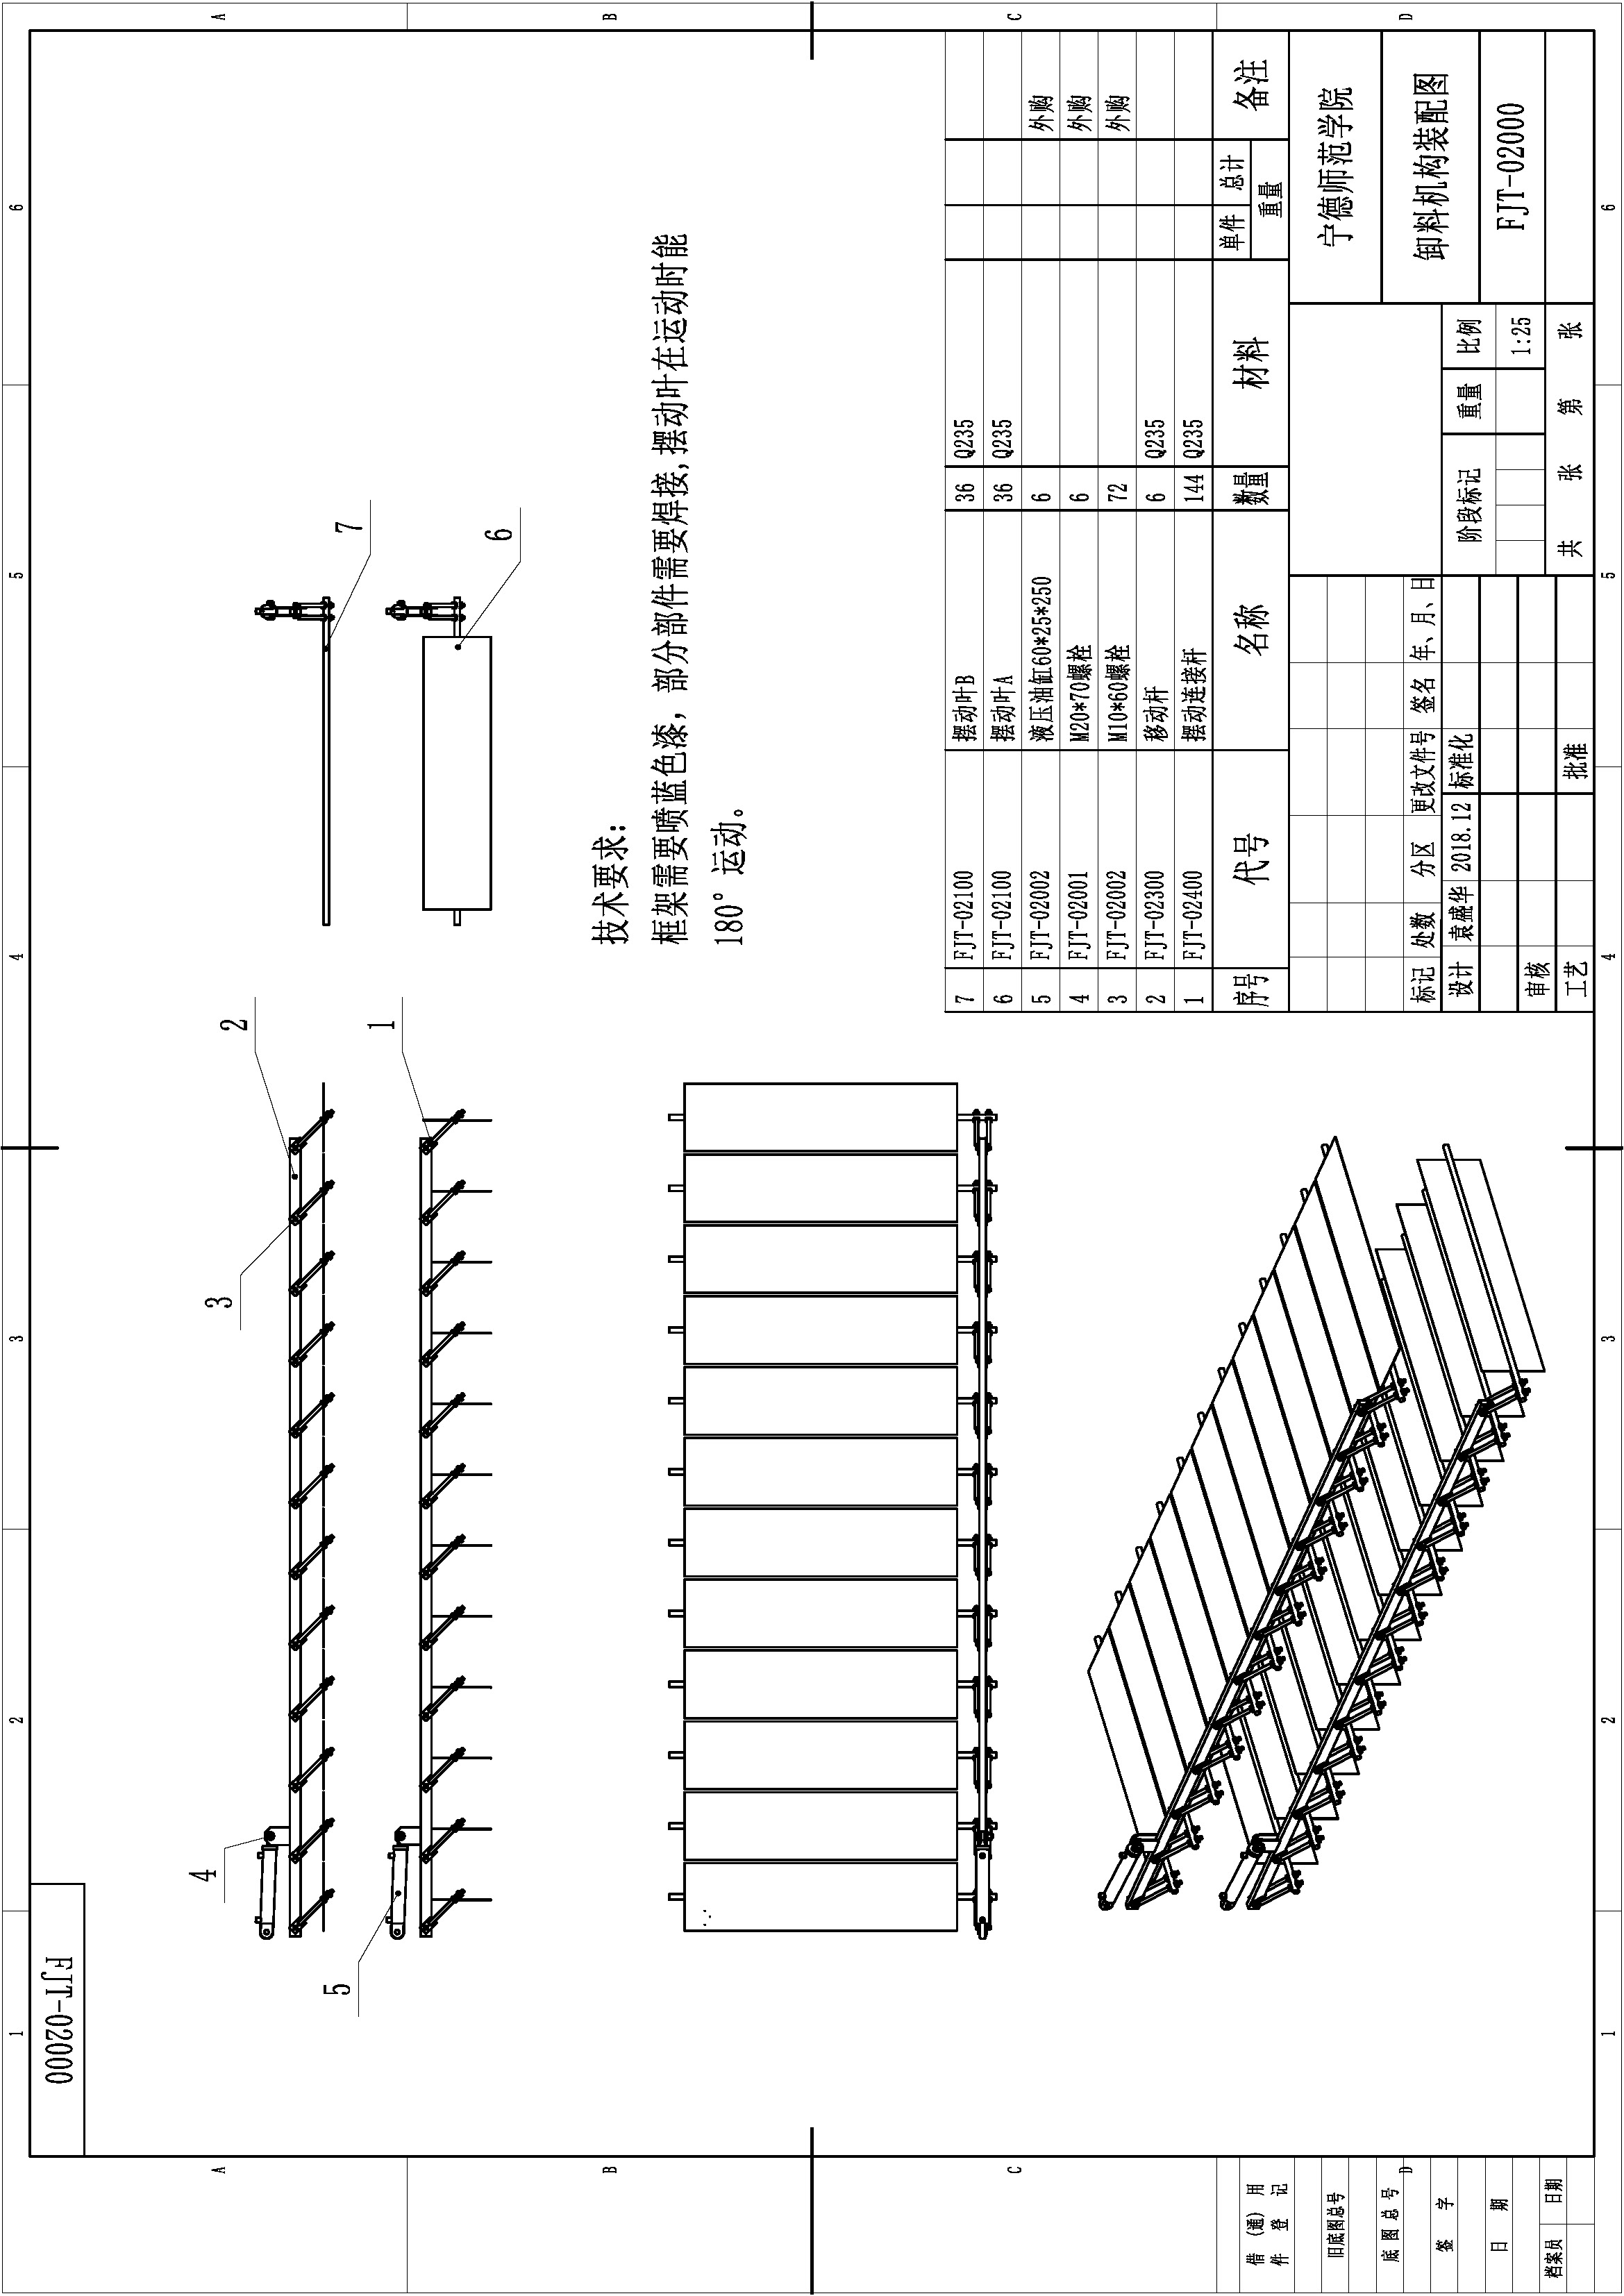 FJT-02000
1 2 3 4 5 6
A
B
C
D
1 2 3 4 5 6
A
B
C
D
4
3
2
5
1
7
6
技术要求：
框架需要喷蓝色漆，部分部件需要焊接，摆动叶在运动时能
180°运动。
7 FJT-02100 摆动叶B 36 Q235
6 FJT-02100 摆动叶A 36 Q235
5 FJT-02002 液压油缸60*25*250 6 外购
4 FJT-02001 M20*70螺栓 6 外购
3 FJT-02002 M10*60螺栓 72 外购
2 FJT-02300 移动杆 6 Q235
1 FJT-02400 摆动连接杆 144 Q235
序号 代号 名称 数量 材料 单件 总计 重量 备注
标记 处数 分区 更改文件号 签名 年、月、日
设计 袁盛华 2018.12 标准化
审核
工艺 批准
阶段标记 重量 比例
1:25
共 张 第 张
宁德师范学院
卸料机构装配图
FJT-02000
借(通)用
件登记
旧底图总号
底图总号
签字
日期
档案员 日期